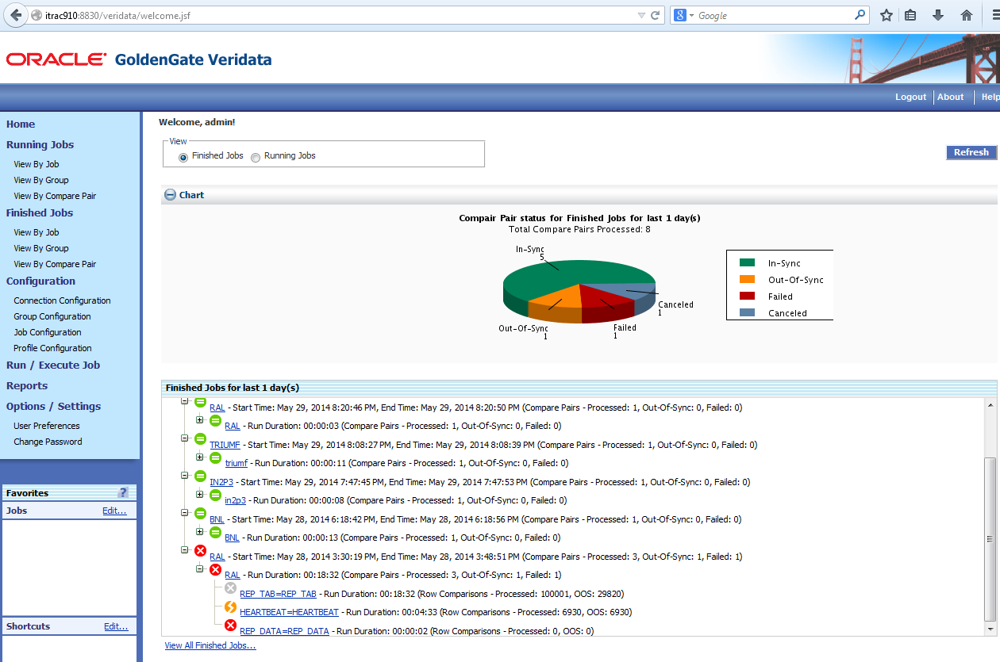 itrac910:8830/veridata/welcome.jsf
8 Google
ORACLE GoldenGate Veridata
Logout About Help
Home
Running Jobs
View By Job
View By Group
View By Compare Pair
Finished Jobs
View By Job
View By Group
View By Compare Pair
Configuration
Connection Configuration
Group Configuration
Job Configuration
Profile Configuration
Run / Execute Job
Reports
Options / Settings
User Preferences
Change Password
Favorites ?
Jobs Edit...
Shortcuts Edit...
Welcome, admin!
View
Finished Jobs Running Jobs
Refresh
Chart
Compair Pair status for Finished Jobs for last 1 day(s)
Total Compare Pairs Processed: 8
In-Sync
5
Out-Of-Sync
1
Failed
1
Canceled
1
In-Sync
Out-Of-Sync
Failed
Canceled
Finished Jobs for last 1 day(s)
RAL - Start Time: May 29, 2014 8:20:46 PM, End Time: May 29, 2014 8:20:50 PM (Compare Pairs - Processed: 1, Out-Of-Sync: 0, Failed: 0)
RAL - Run Duration: 00:00:03 (Compare Pairs - Processed: 1, Out-Of-Sync: 0, Failed: 0)
TRIUMF - Start Time: May 29, 2014 8:08:27 PM, End Time: May 29, 2014 8:08:39 PM (Compare Pairs - Processed: 1, Out-Of-Sync: 0, Failed: 0)
triumf - Run Duration: 00:00:11 (Compare Pairs - Processed: 1, Out-Of-Sync: 0, Failed: 0)
IN2P3 - Start Time: May 29, 2014 7:47:45 PM, End Time: May 29, 2014 7:47:53 PM (Compare Pairs - Processed: 1, Out-Of-Sync: 0, Failed: 0)
in2p3 - Run Duration: 00:00:08 (Compare Pairs - Processed: 1, Out-Of-Sync: 0, Failed: 0)
BNL - Start Time: May 28, 2014 6:18:42 PM, End Time: May 28, 2014 6:18:56 PM (Compare Pairs - Processed: 1, Out-Of-Sync: 0, Failed: 0)
BNL - Run Duration: 00:00:13 (Compare Pairs - Processed: 1, Out-Of-Sync: 0, Failed: 0)
RAL - Start Time: May 28, 2014 3:30:19 PM, End Time: May 28, 2014 3:48:51 PM (Compare Pairs - Processed: 3, Out-Of-Sync: 1, Failed: 1)
RAL - Run Duration: 00:18:32 (Compare Pairs - Processed: 3, Out-Of-Sync: 1, Failed: 1)
REP_TAB=REP_TAB - Run Duration: 00:18:32 (Row Comparisons - Processed: 100001, OOS: 29820)
HEARTBEAT=HEARTBEAT - Run Duration: 00:04:33 (Row Comparisons - Processed: 6930, OOS: 6930)
REP_DATA=REP_DATA - Run Duration: 00:00:02 (Row Comparisons - Processed: 0, OOS: 0)
View All Finished Jobs...